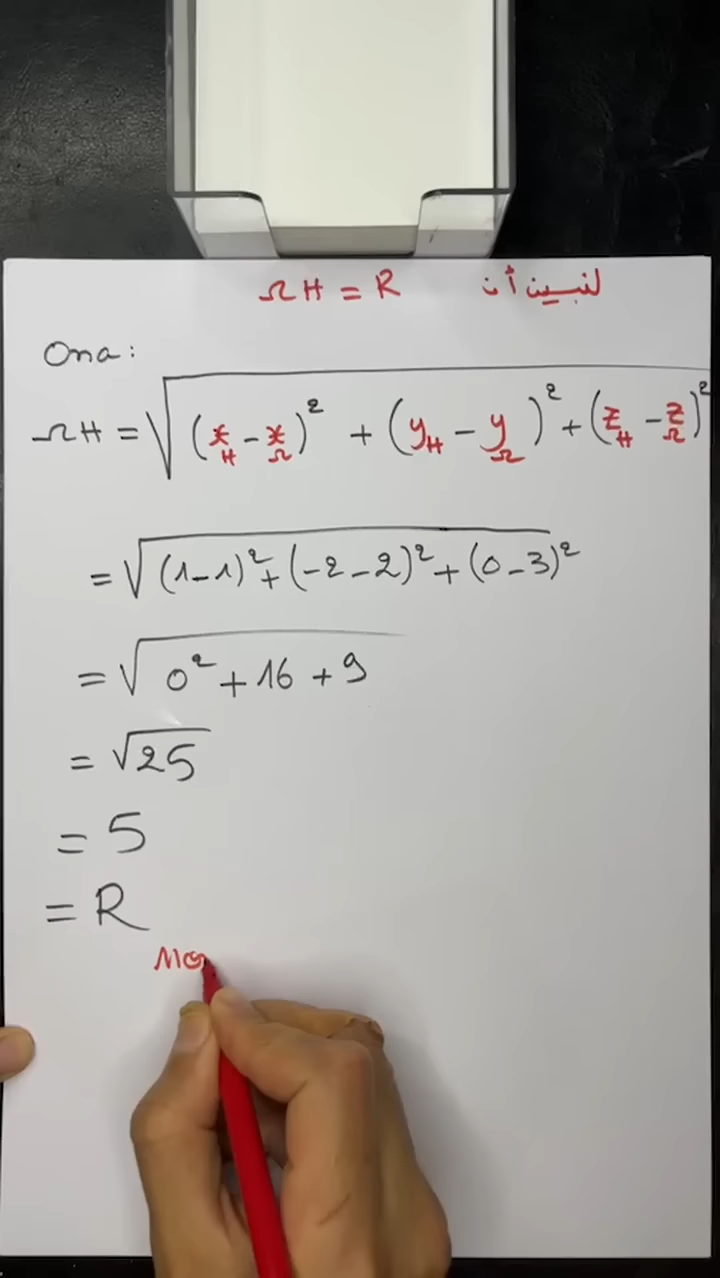 لنبين أن ΩH = R
Ona:
ΩH = √(x_H - x_Ω)² + (y_H - y_Ω)² + (z_H - z_Ω)²
= √(1-1)² + (-2-2)² + (0-3)²
= √0² + 16 + 9
= √25
= 5
= R